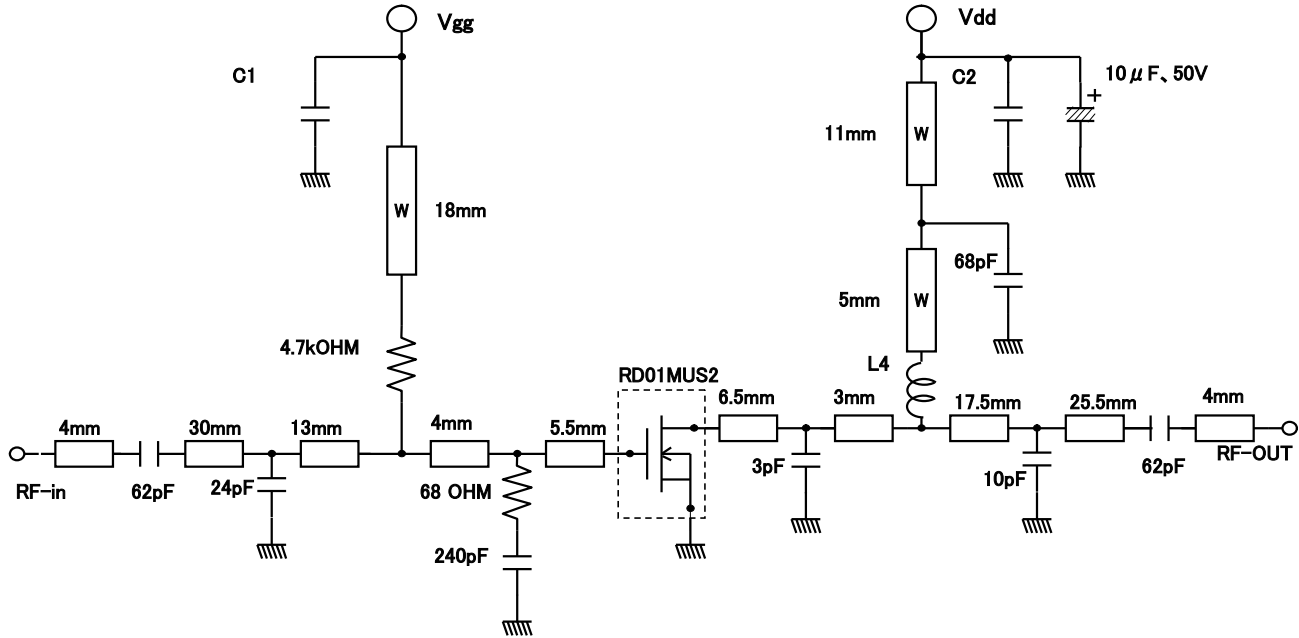 Vgg
Vdd
C1
C2
10μF、50V
+
11mm
W
W
18mm
68pF
5mm
W
4.7kOHM
L4
RD01MUS2
6.5mm
3mm
17.5mm
25.5mm
4mm
4mm
30mm
13mm
4mm
5.5mm
RF-in
62pF
24pF
68 OHM
3pF
10pF
62pF
RF-OUT
240pF